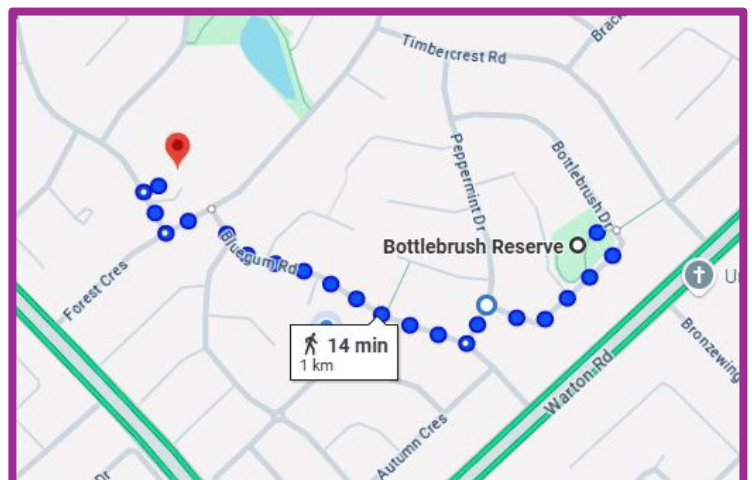 Timbercrest Rd
Peppermint Dr
Bottlebrush Dr
Bottlebrush Reserve
Bluegum Rd
Forest Cres
14 min
1 km
Warton Rd
Bronzewing
Autumn Cres
Dr